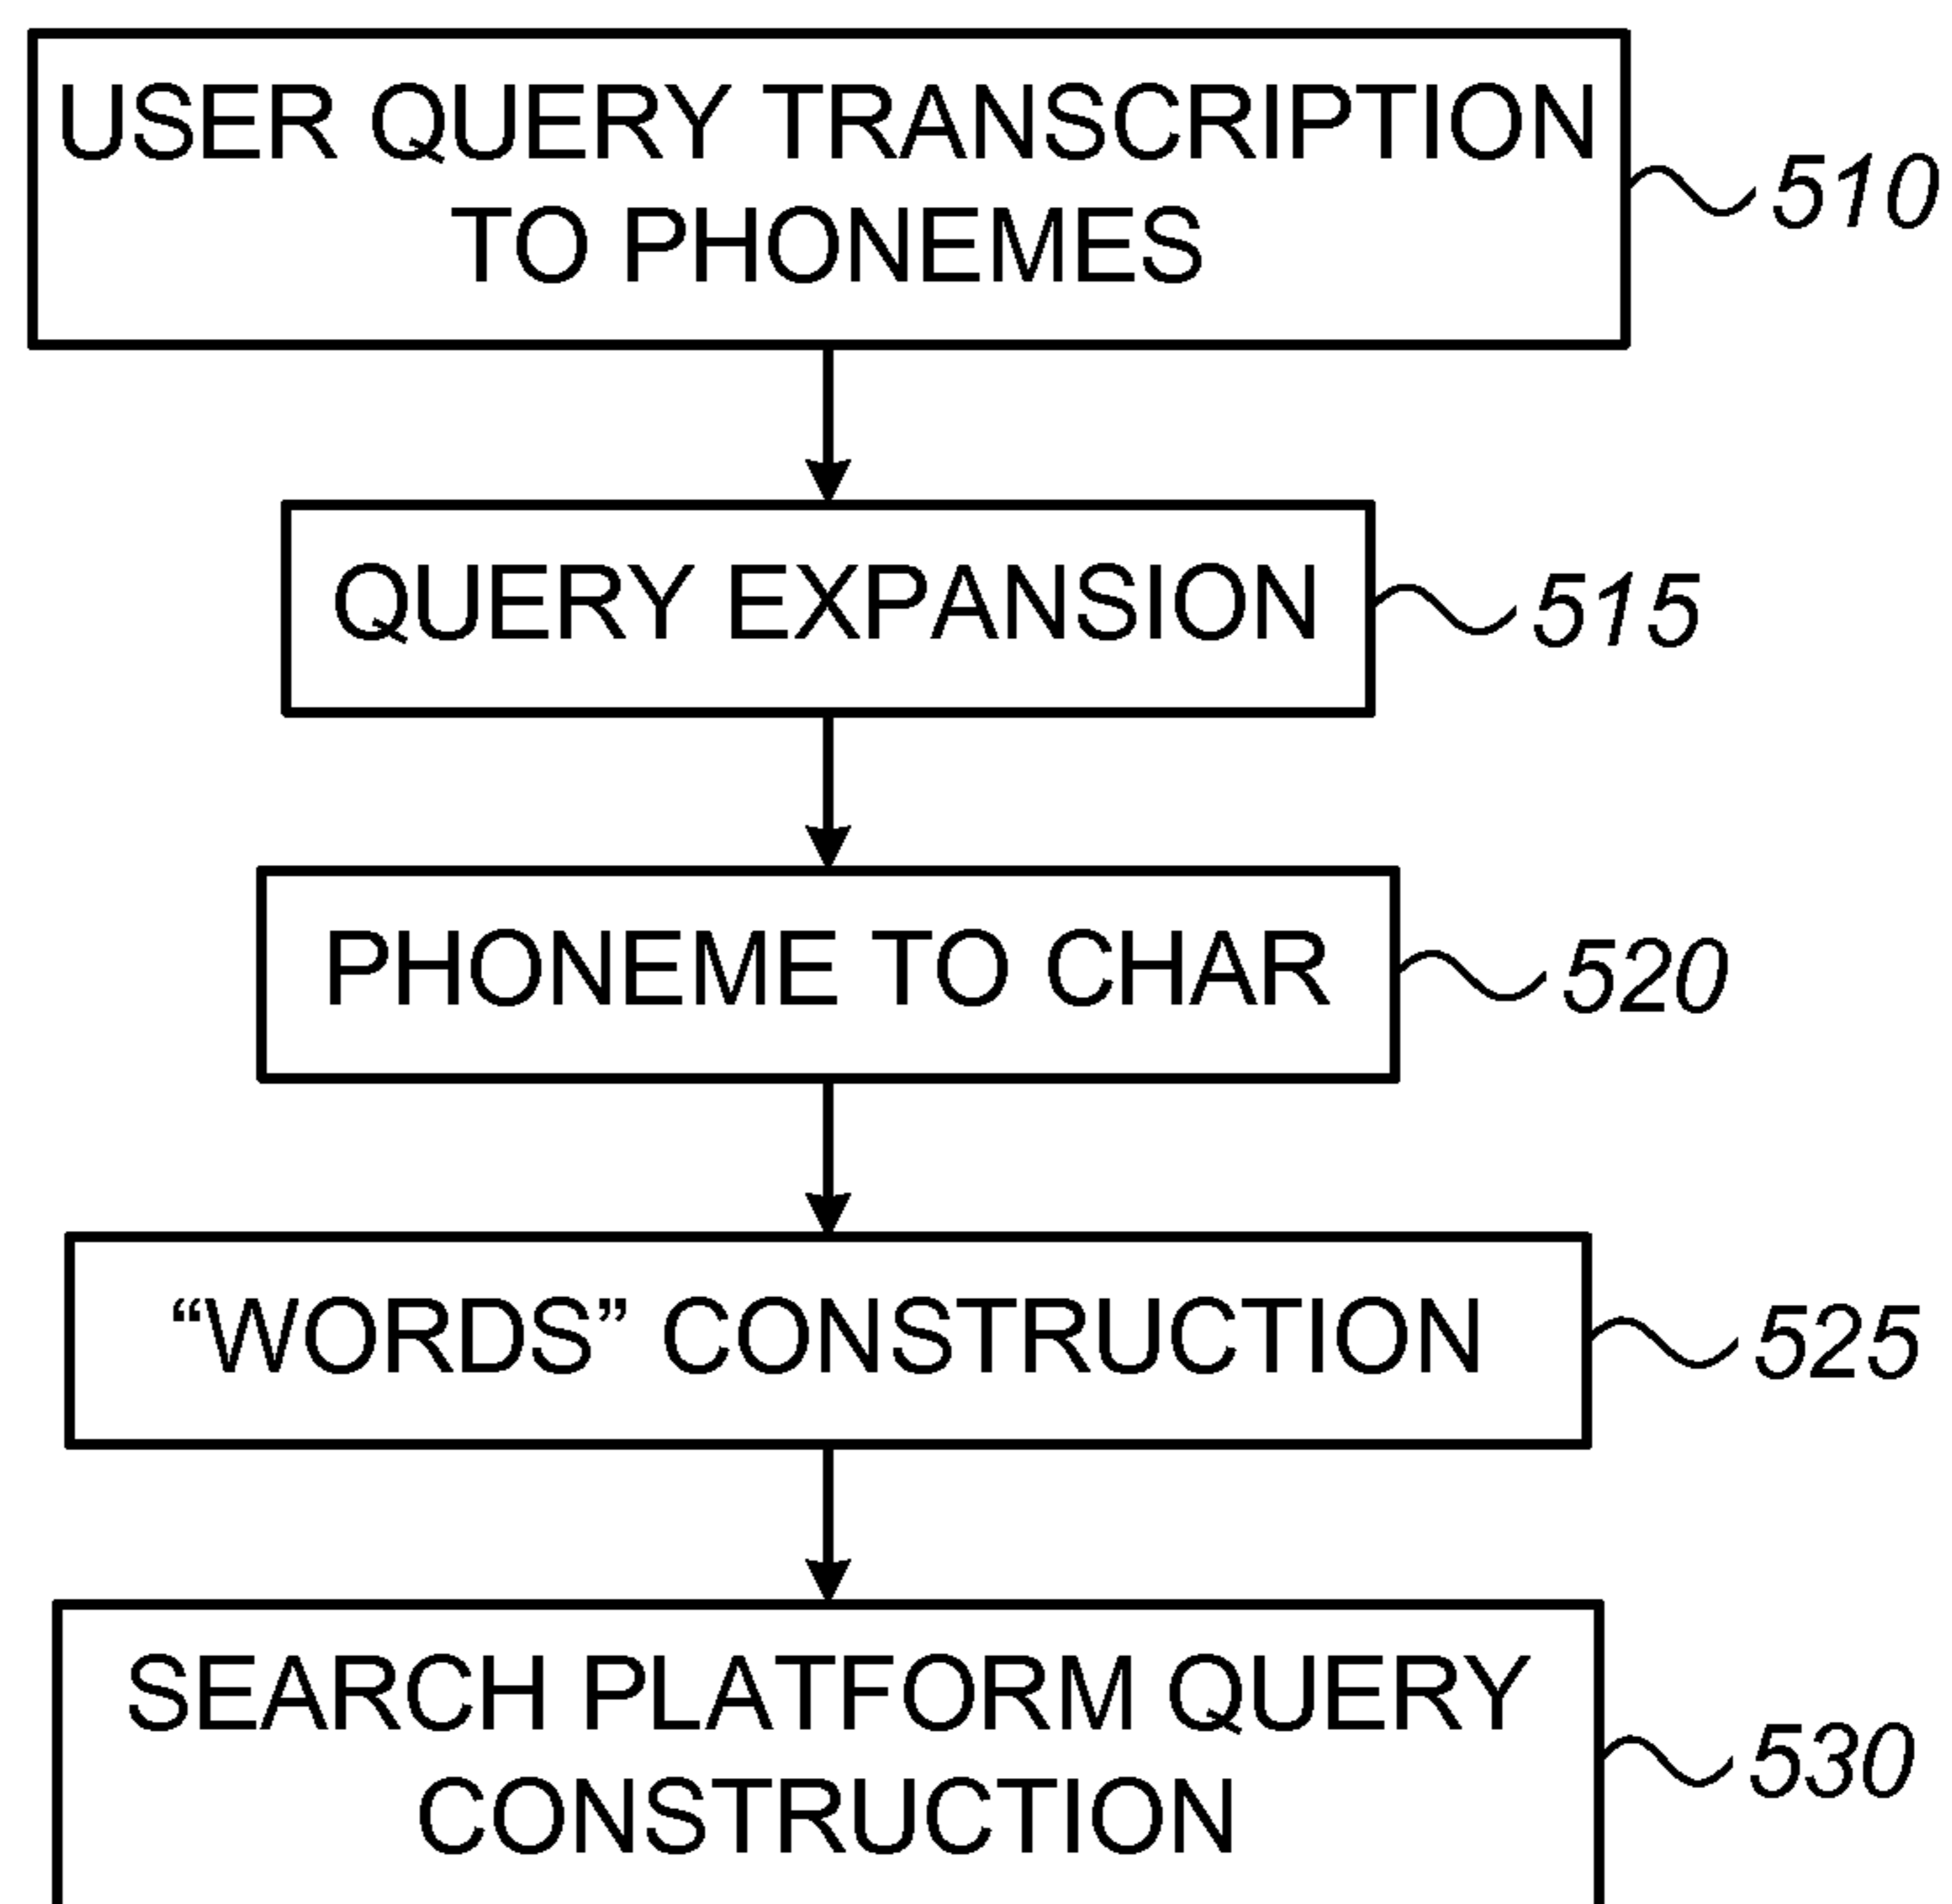 USER QUERY TRANSCRIPTION
TO PHONEMES
510
QUERY EXPANSION
515
PHONEME TO CHAR
520
“WORDS” CONSTRUCTION
525
SEARCH PLATFORM QUERY
CONSTRUCTION
530